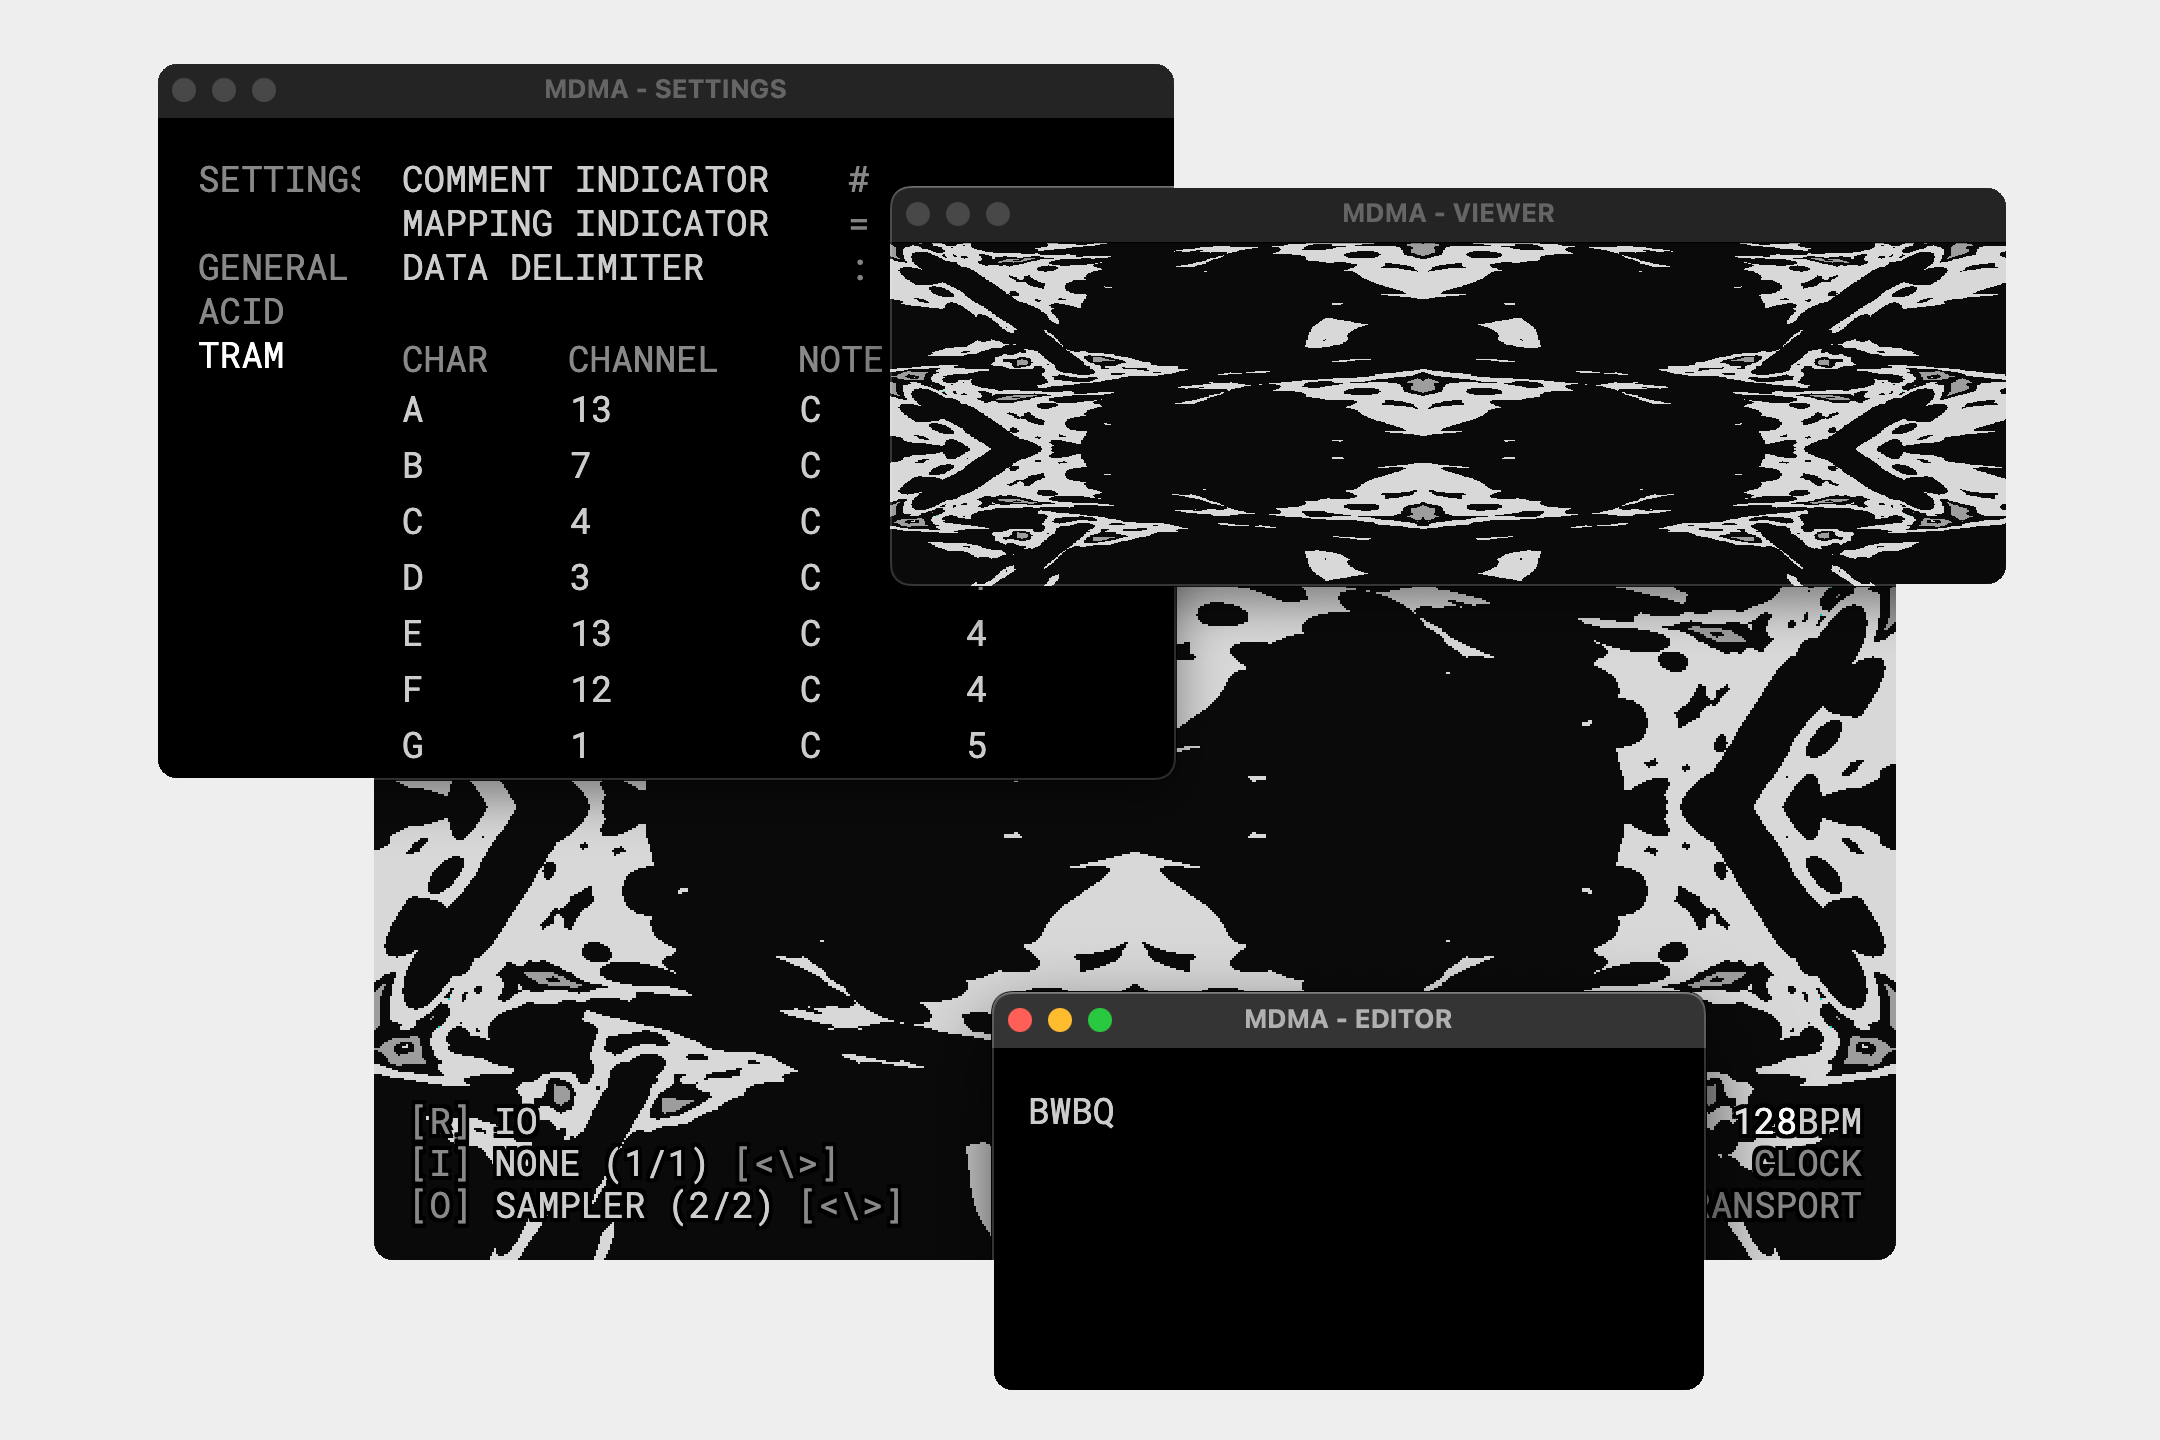 MDMA - SETTINGS
SETTINGS
GENERAL
ACID
TRAM
COMMENT INDICATOR #
MAPPING INDICATOR =
DATA DELIMITER :
CHAR CHANNEL NOTE
A 13 C
B 7 C
C 4 C
D 3 C
E 13 C 4
F 12 C 4
G 1 C 5
MDMA - VIEWER
[R] IO
[I] NONE (1/1) [<\>]
[O] SAMPLER (2/2) [<\>]
128BPM
CLOCK
RANSPORT
MDMA - EDITOR
BWBQ